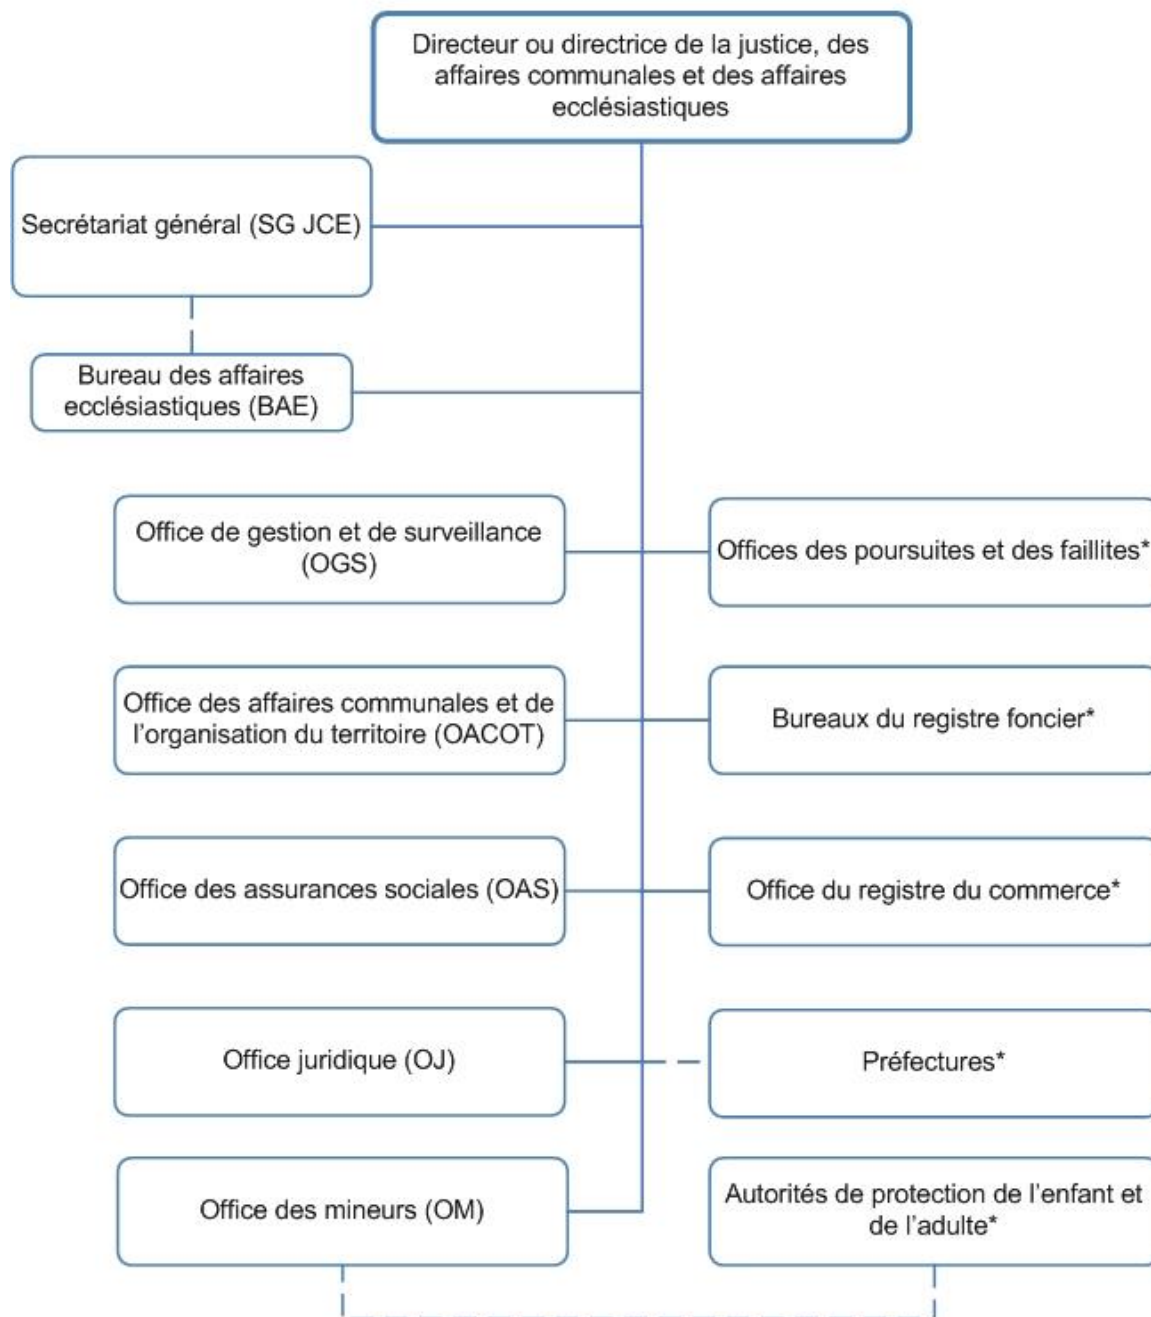 Directeur ou directrice de la justice, des
affaires communales et des affaires
ecclésiastiques
Secrétariat général (SG JCE)
Bureau des affaires
ecclésiastiques (BAE)
Office de gestion et de surveillance
(OGS)
Offices des poursuites et des faillites*
Office des affaires communales et de
l'organisation du territoire (OACOT)
Bureaux du registre foncier*
Office des assurances sociales (OAS)
Office du registre du commerce*
Office juridique (OJ)
Préfectures*
Office des mineurs (OM)
Autorités de protection de l'enfant et
de l'adulte*